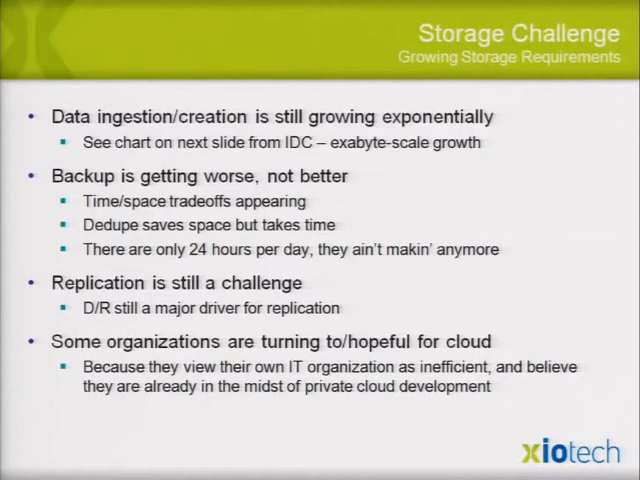 Storage Challenge
Growing Storage Requirements
• Data ingestion/creation is still growing exponentially
▪ See chart on next slide from IDC – exabyte-scale growth
• Backup is getting worse, not better
▪ Time/space tradeoffs appearing
▪ Dedupe saves space but takes time
▪ There are only 24 hours per day, they ain't makin' anymore
• Replication is still a challenge
▪ D/R still a major driver for replication
• Some organizations are turning to/hopeful for cloud
▪ Because they view their own IT organization as inefficient, and believe
they are already in the midst of private cloud development
xiotech